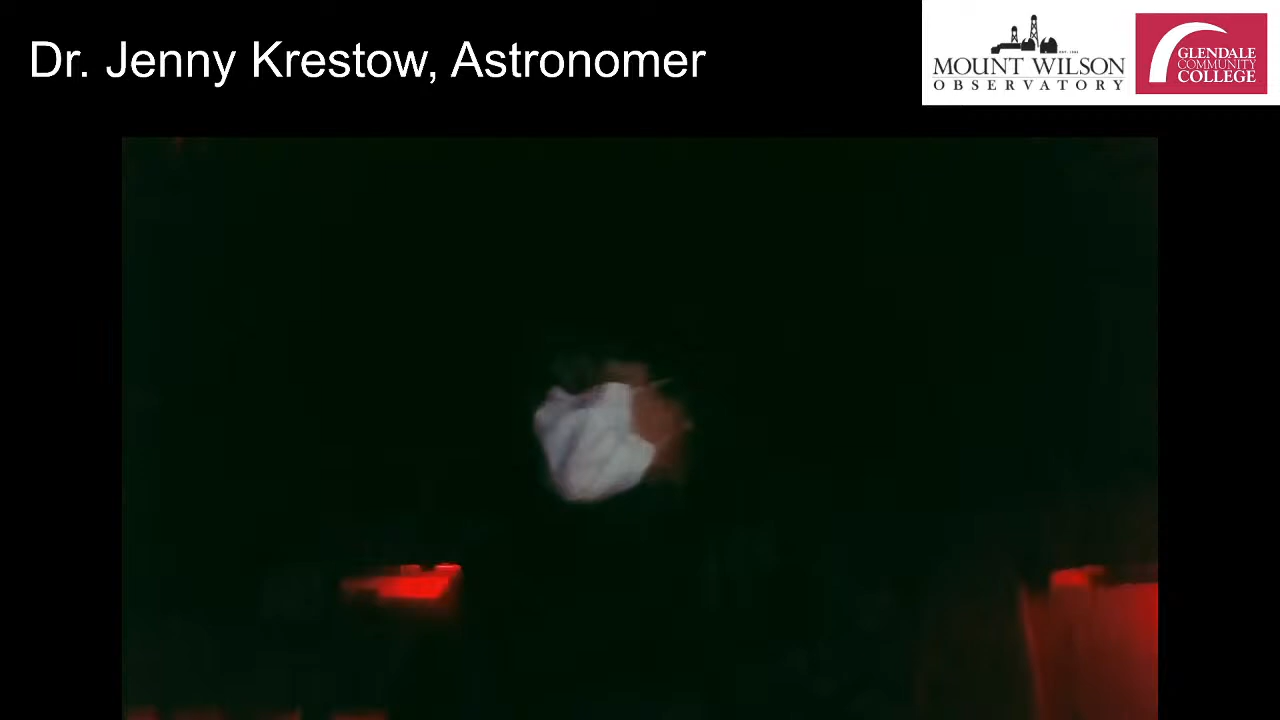 Dr. Jenny Krestow, Astronomer
MOUNT WILSON
OBSERVATORY
GLENDALE
COMMUNITY
COLLEGE